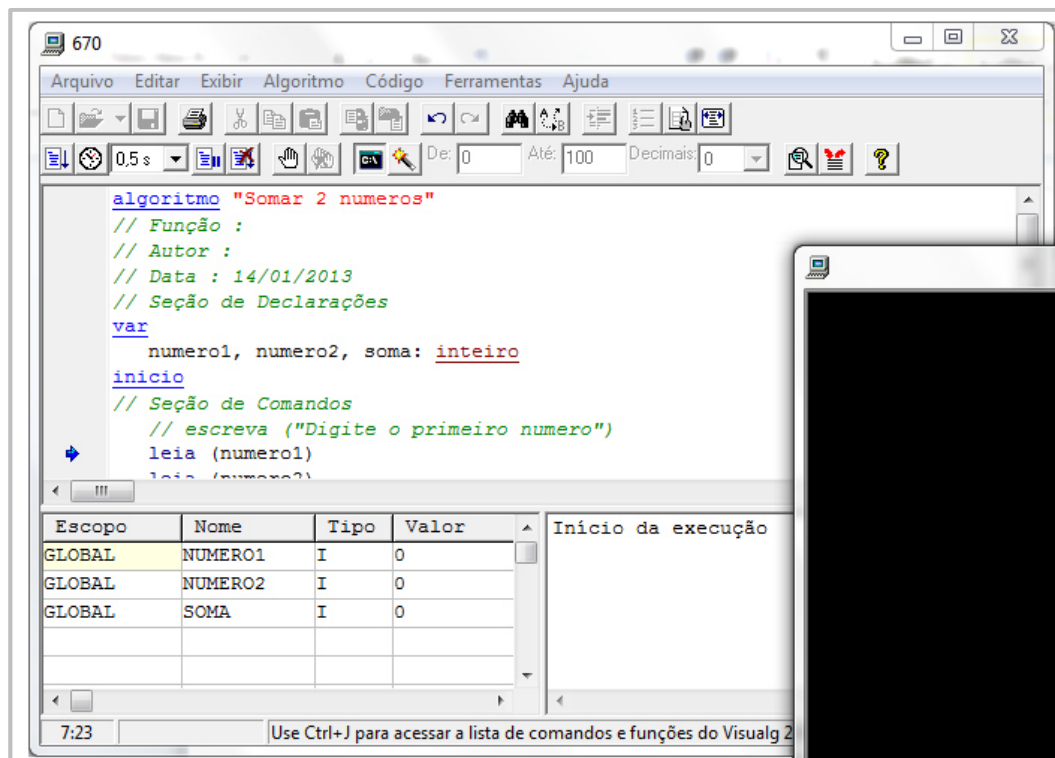 670
Arquivo Editar Exibir Algoritmo Código Ferramentas Ajuda
0,5 s De: 0 Até: 100 Decimais: 0
algoritmo "Somar 2 numeros"
// Função :
// Autor :
// Data : 14/01/2013
// Seção de Declarações
var
numero1, numero2, soma: inteiro
inicio
// Seção de Comandos
// escreva ("Digite o primeiro numero")
leia (numero1)
leia (numero2)
Escopo Nome Tipo Valor
GLOBAL NUMERO1 I 0
GLOBAL NUMERO2 I 0
GLOBAL SOMA I 0
Início da execução
7:23 Use Ctrl+J para acessar a lista de comandos e funções do Visualg 2